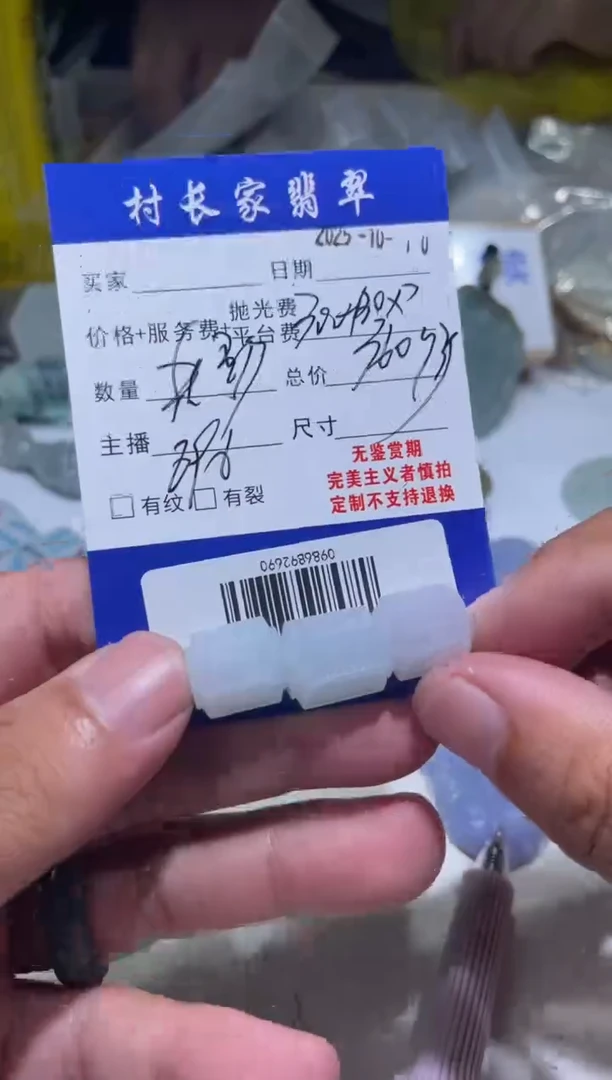 村长家翡翠
2025-10-10
买家 日期
抛光费
价格+服务费+平台费
数量 总价 360
主播 尺寸
无鉴赏期
完美主义者慎拍
定制不支持退换
有纹 有裂
0986892690